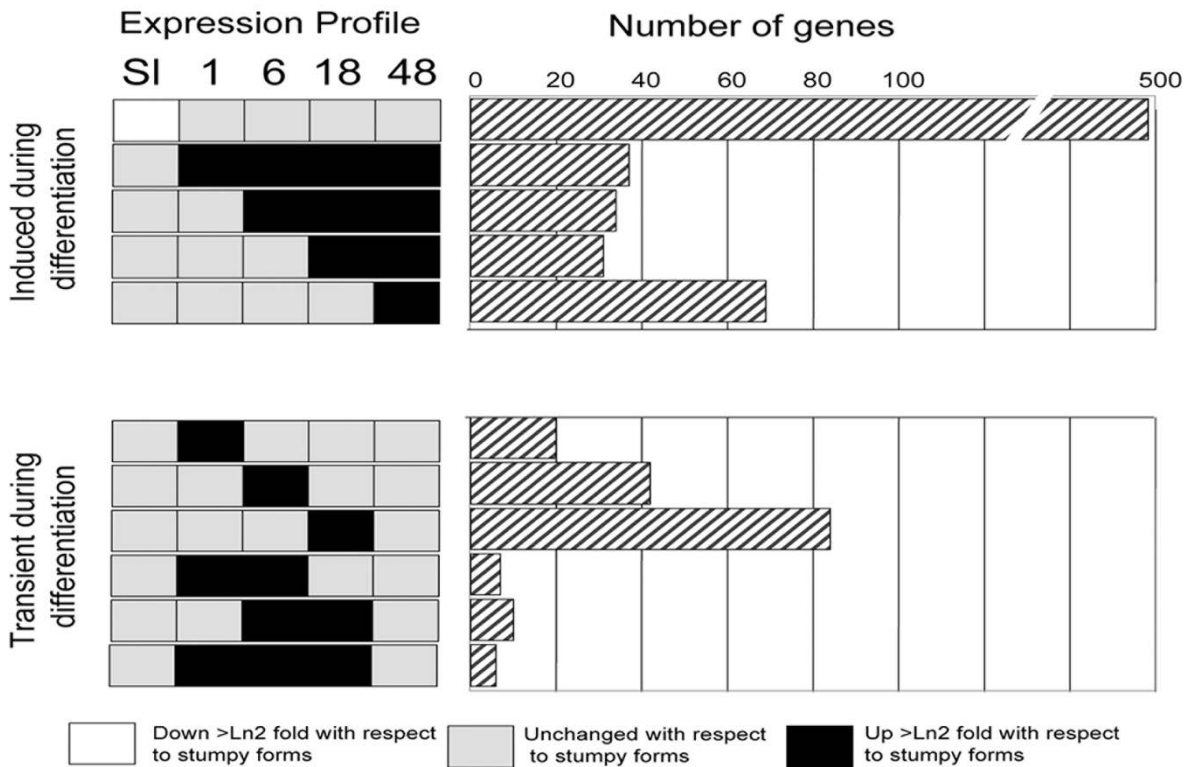 Expression Profile
Number of genes
SI 1 6 18 48
0 20 40 60 80 100 500
Induced during
differentiation
Transient during
differentiation
Down >Ln2 fold with respect
to stumpy forms
Unchanged with respect
to stumpy forms
Up >Ln2 fold with respect
to stumpy forms